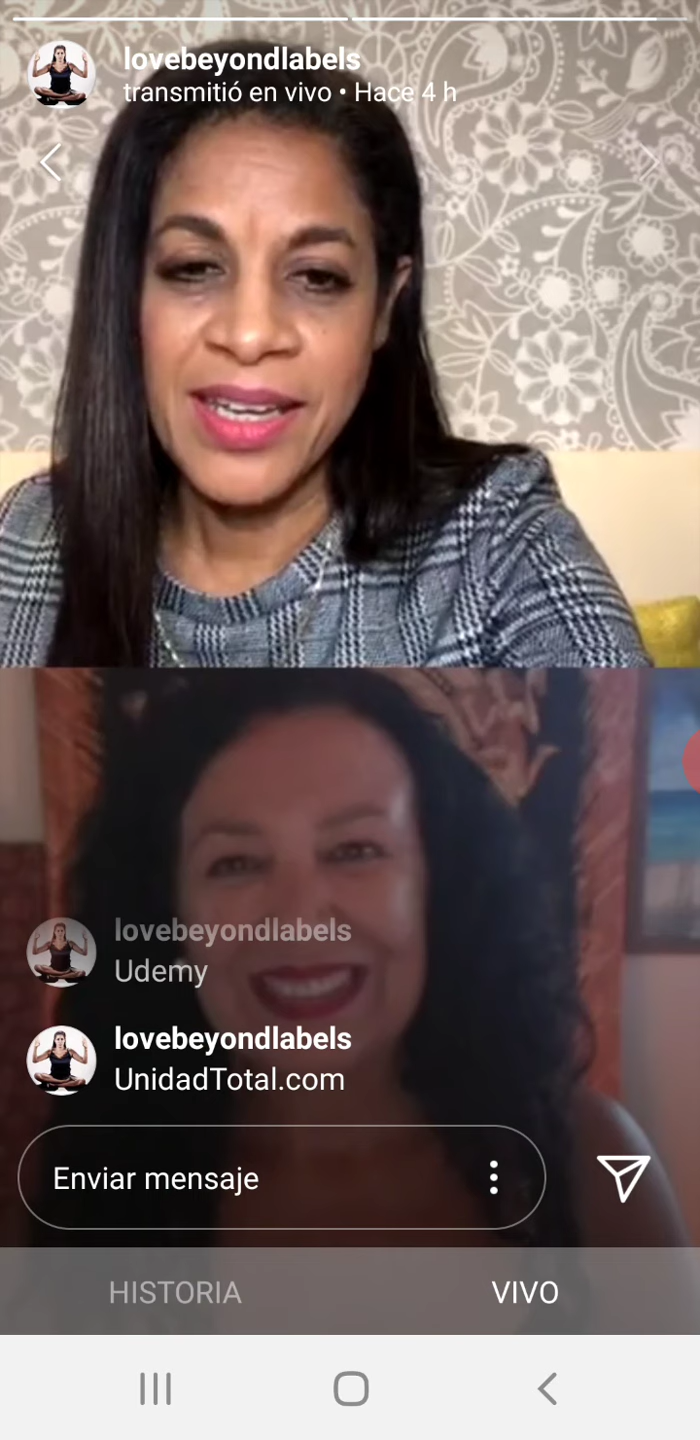 lovebeyondlabels
transmitió en vivo • Hace 4 h
lovebeyondlabels
Udemy
lovebeyondlabels
UnidadTotal.com
Enviar mensaje
HISTORIA
VIVO